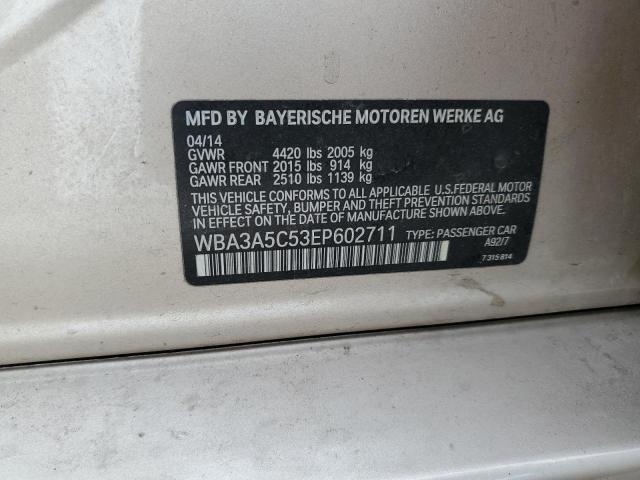 MFD BY BAYERISCHE MOTOREN WERKE AG
04/14
GVWR 4420 lbs 2005 kg
GAWR FRONT 2015 lbs 914 kg
GAWR REAR 2510 lbs 1139 kg
THIS VEHICLE CONFORMS TO ALL APPLICABLE U.S.FEDERAL MOTOR
VEHICLE SAFETY, BUMPER, AND THEFT PREVENTION STANDARDS
IN EFFECT ON THE DATE OF MANUFACTURE SHOWN ABOVE.
WBA3A5C53EP602711 TYPE: PASSENGER CAR
A92/7
7 315 814